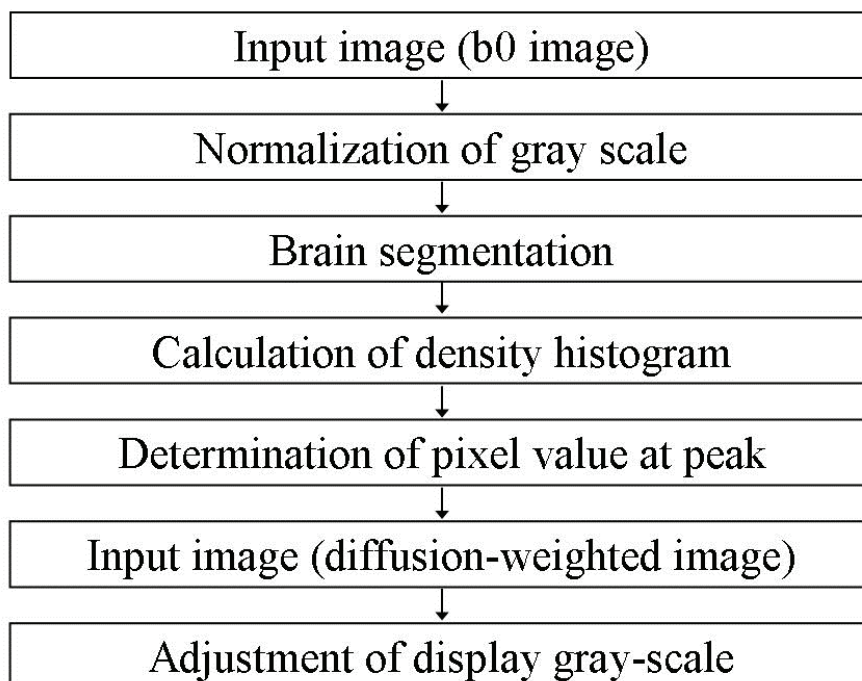 Input image (b0 image)
Normalization of gray scale
Brain segmentation
Calculation of density histogram
Determination of pixel value at peak
Input image (diffusion-weighted image)
Adjustment of display gray-scale